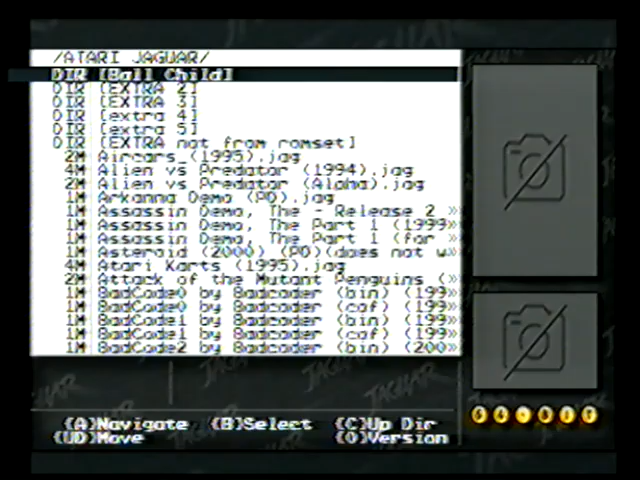 /ATARI JAGUAR/
DIR [Ball Child]
DIR [EXTRA 2]
DIR [EXTRA 3]
DIR [extra 4]
DIR [extra 5]
DIR [EXTRA not from romset]
2M Aircars (1995).jag
4M Alien vs Predator (1994).jag
2M Alien vs Predator (Alpha).jag
1M Arkanna Demo (PD).jag
1M Assassin Demo, The - Release 2 »
1M Assassin Demo, The Part 1 (1999»
1M Assassin Demo, The Part 1 (for »
1M Asteroid (2000) (PD)(does not w»
4M Atari Karts (1995).jag
2M Attack of the Mutant Penguins (»
1M BadCode0 by Badcoder (bin) (199»
1M BadCode0 by Badcoder (cof) (199»
1M BadCode1 by Badcoder (bin) (199»
1M BadCode1 by Badcoder (cof) (199»
1M BadCode2 by Badcoder (bin) (200»
(A)Navigate (B)Select (C)Up Dir
(UD)Move (0)Version
JAGUAR